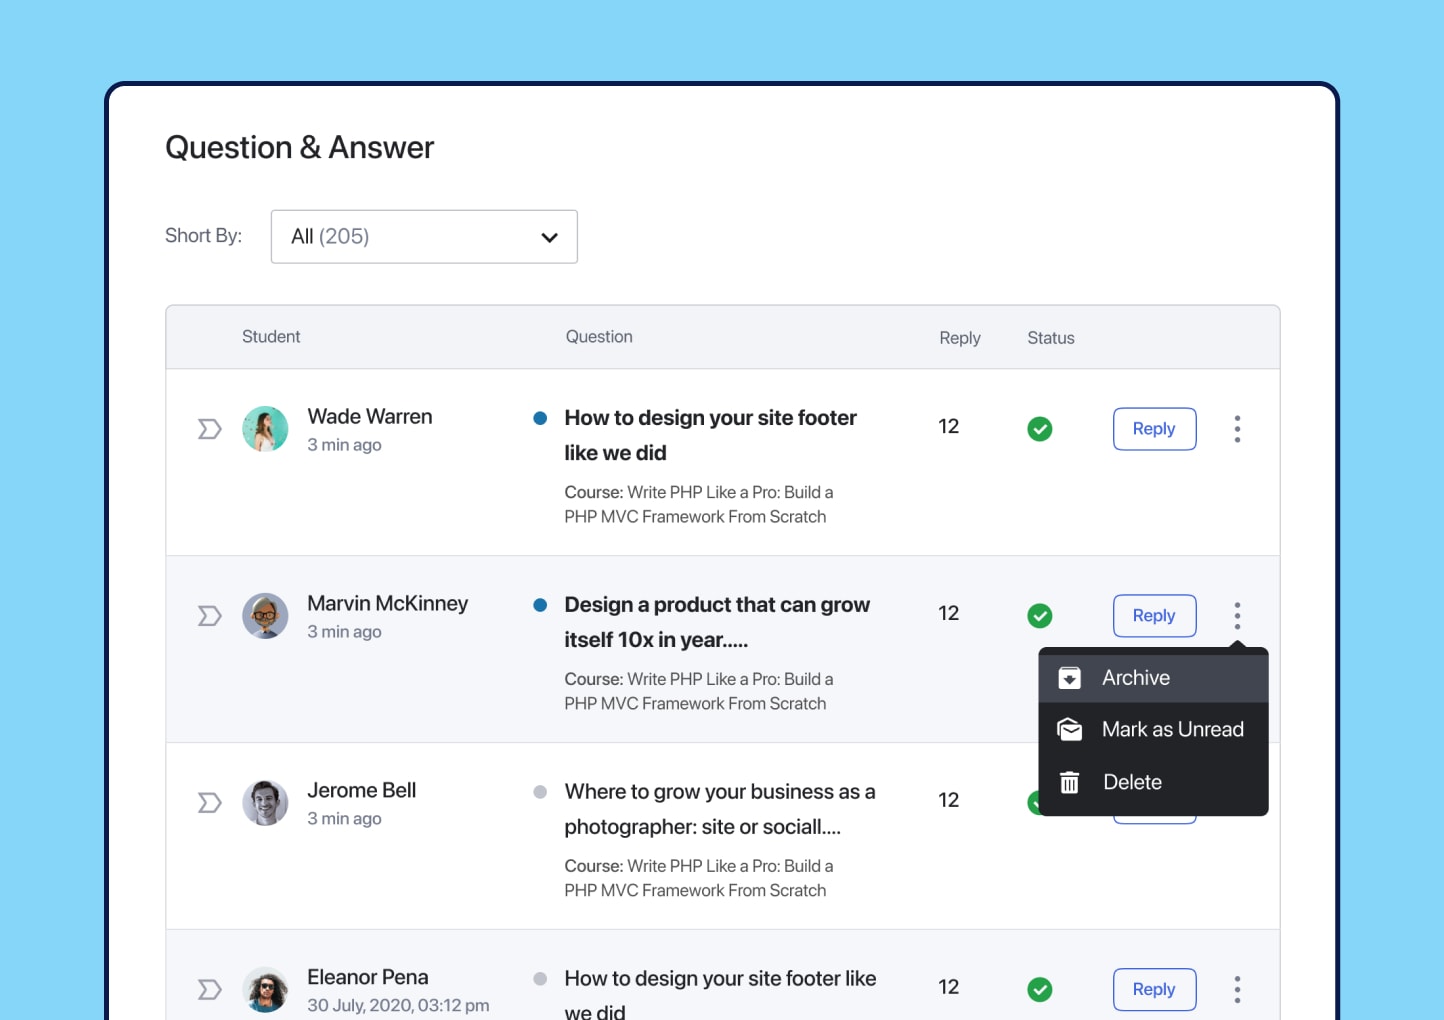 Question & Answer
Short By:
All (205)
Student
Question
Reply
Status
Wade Warren
3 min ago
How to design your site footer
like we did
Course: Write PHP Like a Pro: Build a
PHP MVC Framework From Scratch
12
Reply
Marvin McKinney
3 min ago
Design a product that can grow
itself 10x in year.....
Course: Write PHP Like a Pro: Build a
PHP MVC Framework From Scratch
12
Reply
Archive
Mark as Unread
Delete
Jerome Bell
3 min ago
Where to grow your business as a
photographer: site or sociall....
Course: Write PHP Like a Pro: Build a
PHP MVC Framework From Scratch
12
Eleanor Pena
30 July, 2020, 03:12 pm
How to design your site footer like
we did
12
Reply